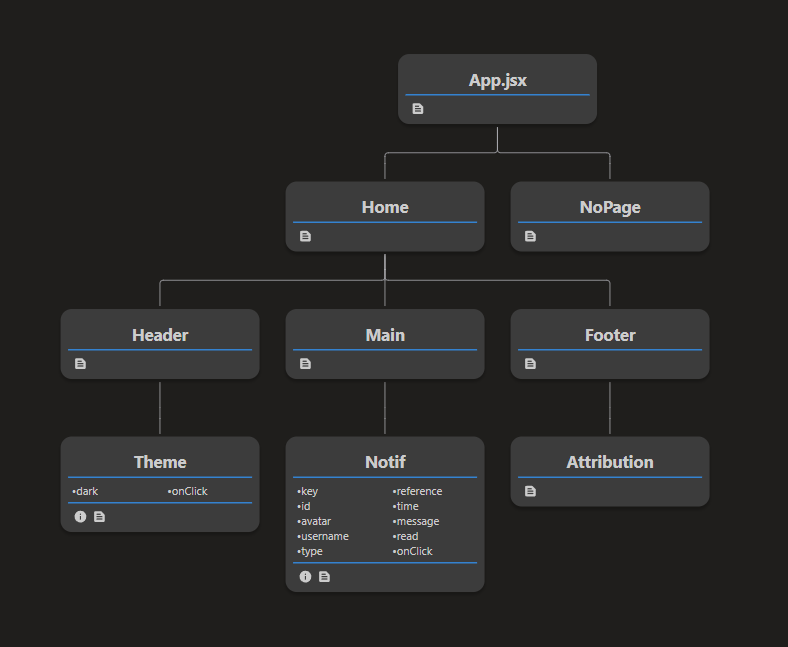 App.jsx
Home
NoPage
Header
Main
Footer
Theme
•dark •onClick
Notif
•key •reference
•id •time
•avatar •message
•username •read
•type •onClick
Attribution